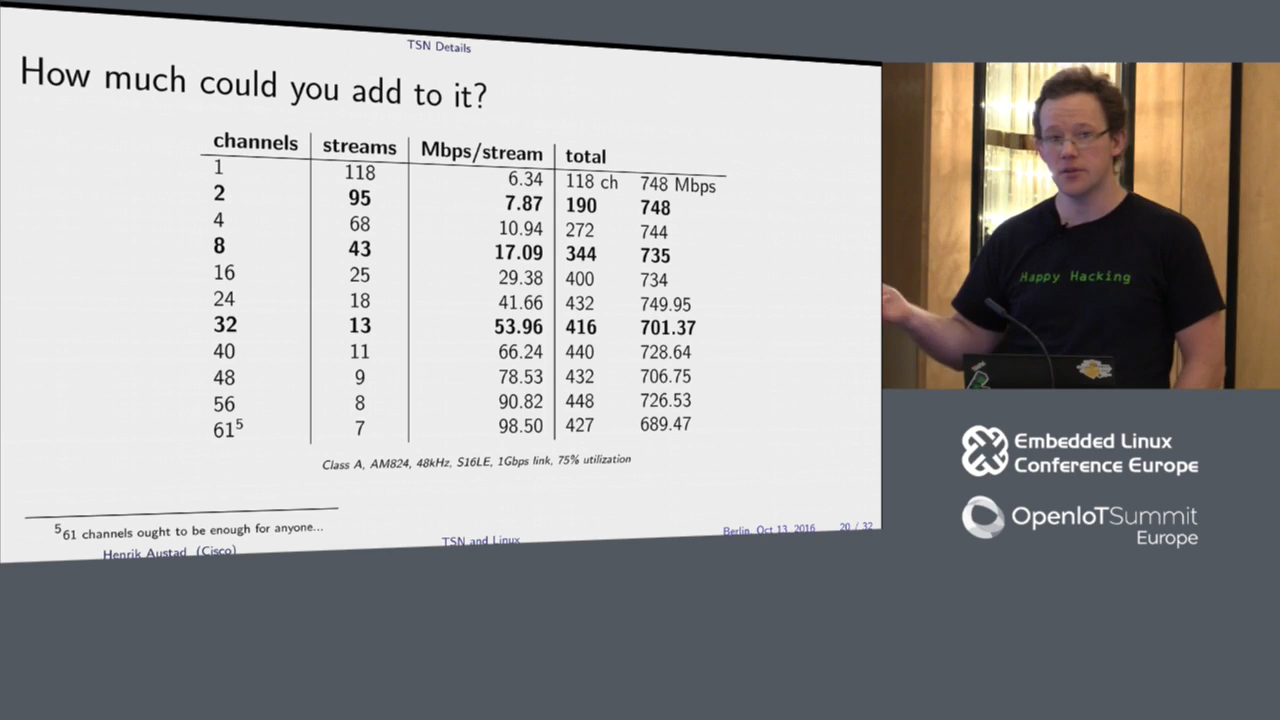 TSN Details
How much could you add to it?
channels streams Mbps/stream total
1 118 6.34 118 ch 748 Mbps
2 95 7.87 190 748
4 68 10.94 272 744
8 43 17.09 344 735
16 25 29.38 400 734
24 18 41.66 432 749.95
32 13 53.96 416 701.37
40 11 66.24 440 728.64
48 9 78.53 432 706.75
56 8 90.82 448 726.53
61⁵ 7 98.50 427 689.47
Class A, AM824, 48kHz, S16LE, 1Gbps link, 75% utilization
⁵61 channels ought to be enough for anyone...
Henrik Austad (Cisco) TSN and Linux Berlin, Oct 13, 2016 20 / 32
Happy Hacking
Embedded Linux
Conference Europe
OpenIoTSummit
Europe